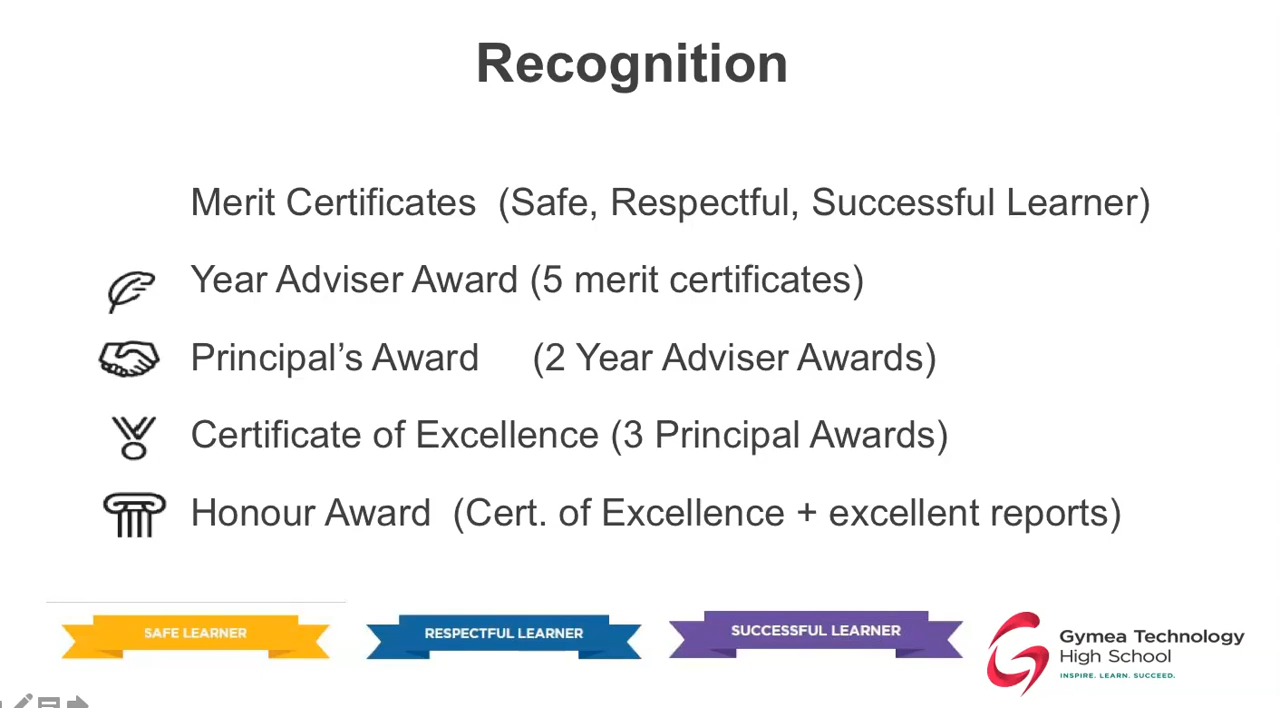 Recognition
Merit Certificates (Safe, Respectful, Successful Learner)
Year Adviser Award (5 merit certificates)
Principal’s Award (2 Year Adviser Awards)
Certificate of Excellence (3 Principal Awards)
Honour Award (Cert. of Excellence + excellent reports)
SAFE LEARNER
RESPECTFUL LEARNER
SUCCESSFUL LEARNER
Gymea Technology
High School
INSPIRE. LEARN. SUCCEED.